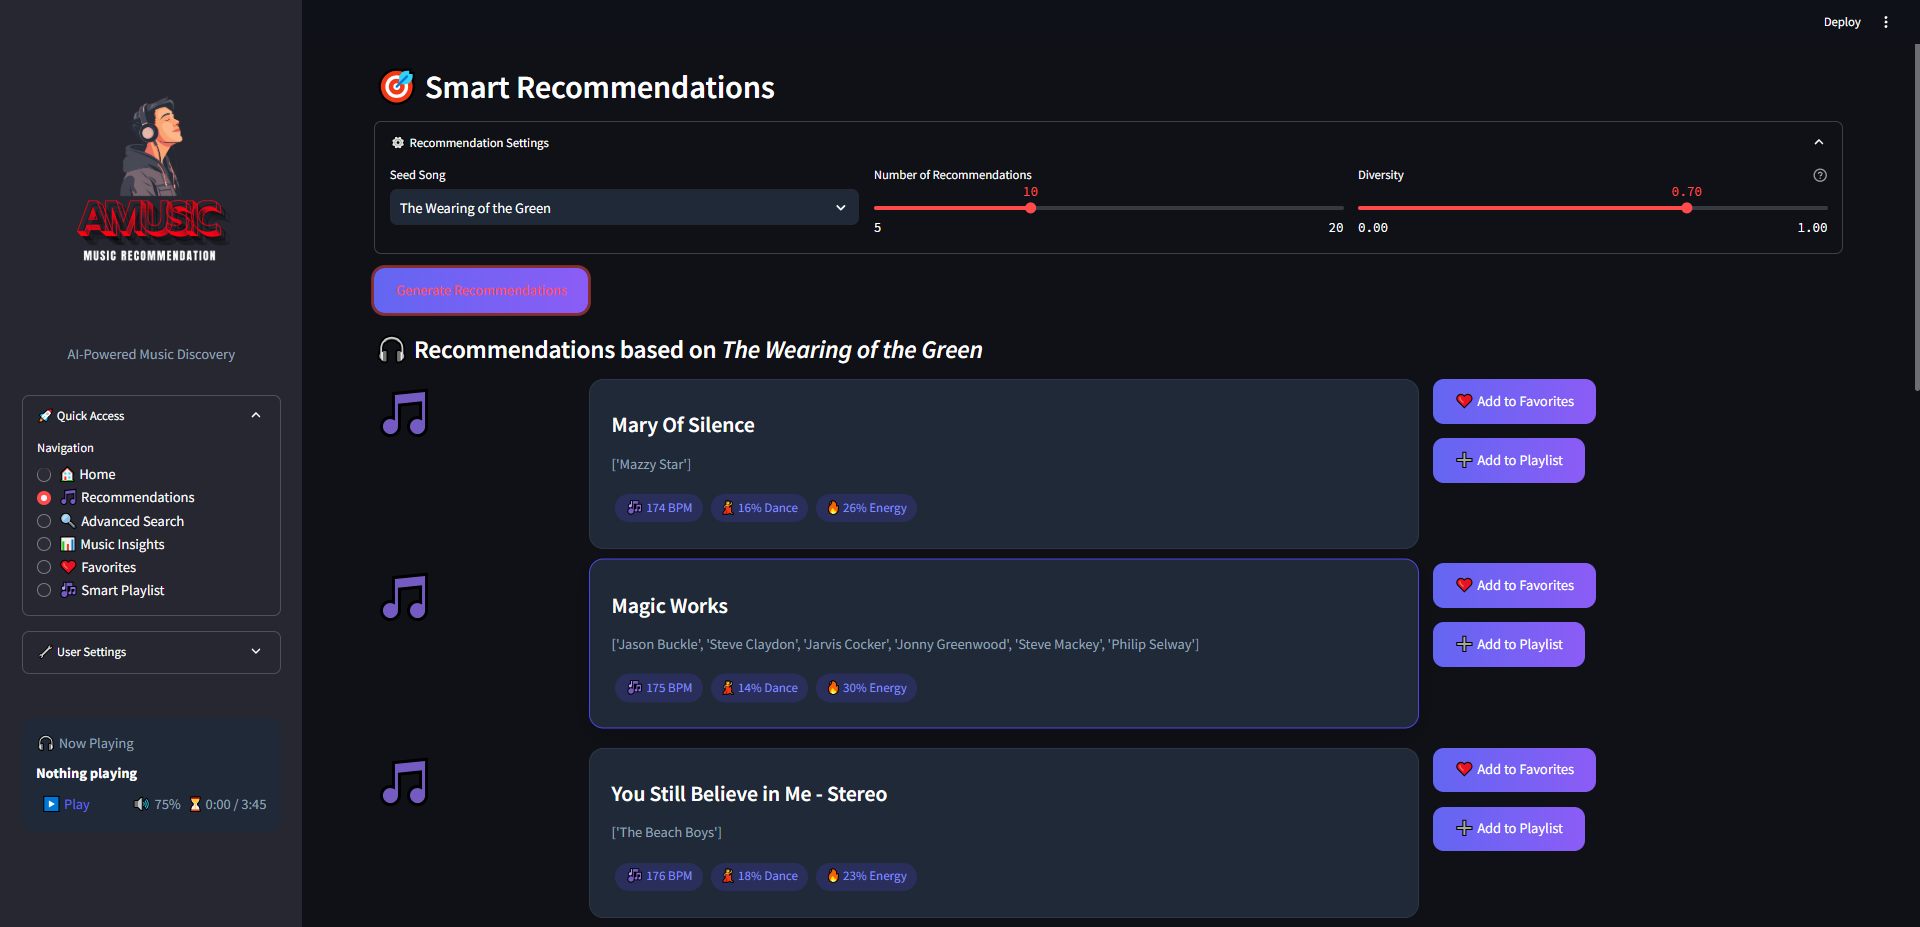 Deploy
AMUSIC
MUSIC RECOMMENDATION
AI-Powered Music Discovery
Quick Access
Navigation
Home
Recommendations
Advanced Search
Music Insights
Favorites
Smart Playlist
User Settings
Now Playing
Nothing playing
Play 75% 0:00 / 3:45
Smart Recommendations
Recommendation Settings
Seed Song
The Wearing of the Green
Number of Recommendations
10
5 20
Diversity
0.70
0.00 1.00
Generate Recommendations
Recommendations based on The Wearing of the Green
Mary Of Silence
['Mazzy Star']
174 BPM 16% Dance 26% Energy
Add to Favorites
Add to Playlist
Magic Works
['Jason Buckle', 'Steve Claydon', 'Jarvis Cocker', 'Jonny Greenwood', 'Steve Mackey', 'Philip Selway']
175 BPM 14% Dance 30% Energy
Add to Favorites
Add to Playlist
You Still Believe in Me - Stereo
['The Beach Boys']
176 BPM 18% Dance 23% Energy
Add to Favorites
Add to Playlist